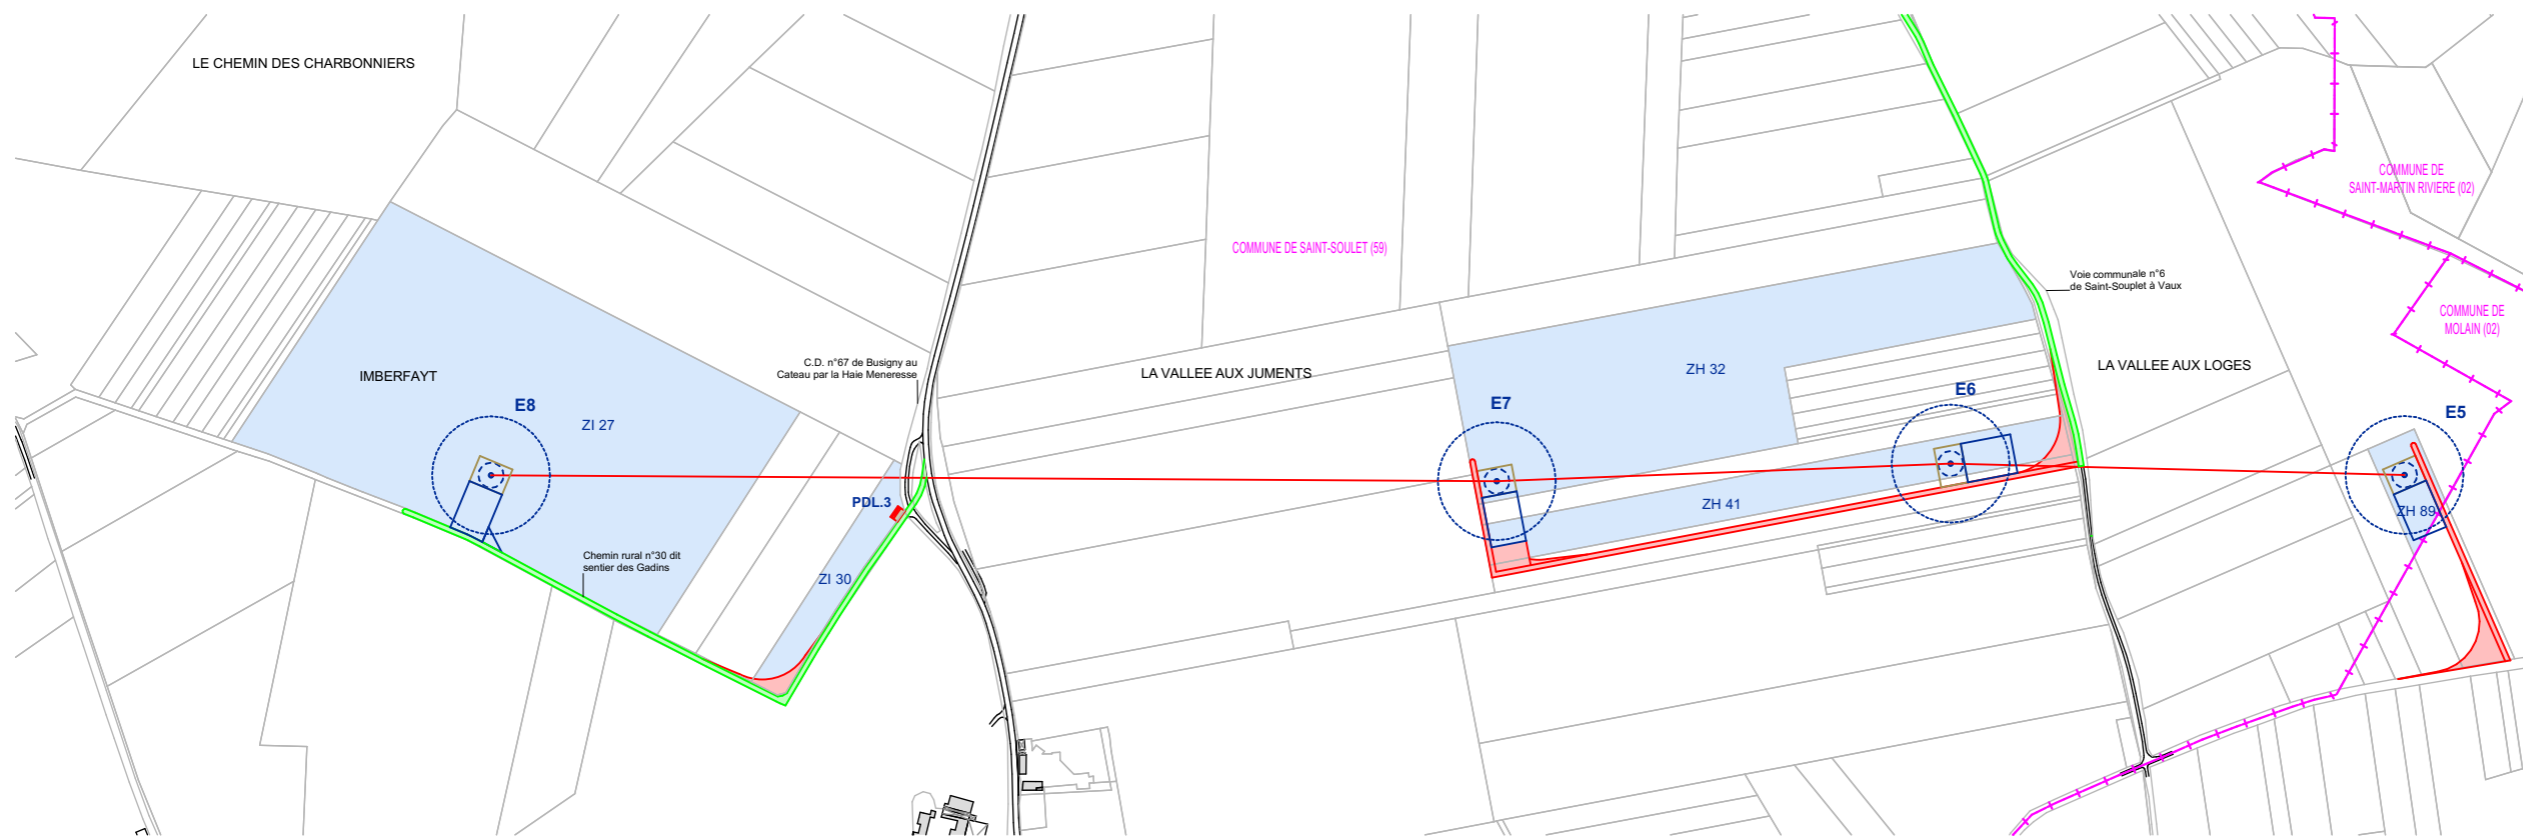 LE CHEMIN DES CHARBONNIERS
COMMUNE DE
SAINT-MARTIN RIVIERE (02)
COMMUNE DE SAINT-SOULET (59)
Voie communale n°6
de Saint-Souplet à Vaux
COMMUNE DE
MOLAIN (02)
C.D. n°67 de Busigny au
Cateau par la Haie Meneresse
IMBERFAYT
LA VALLEE AUX JUMENTS
ZH 32
LA VALLEE AUX LOGES
E8
ZI 27
E7
E6
E5
PDL.3
ZH 41
ZH 89
Chemin rural n°30 dit
sentier des Gadins
ZI 30